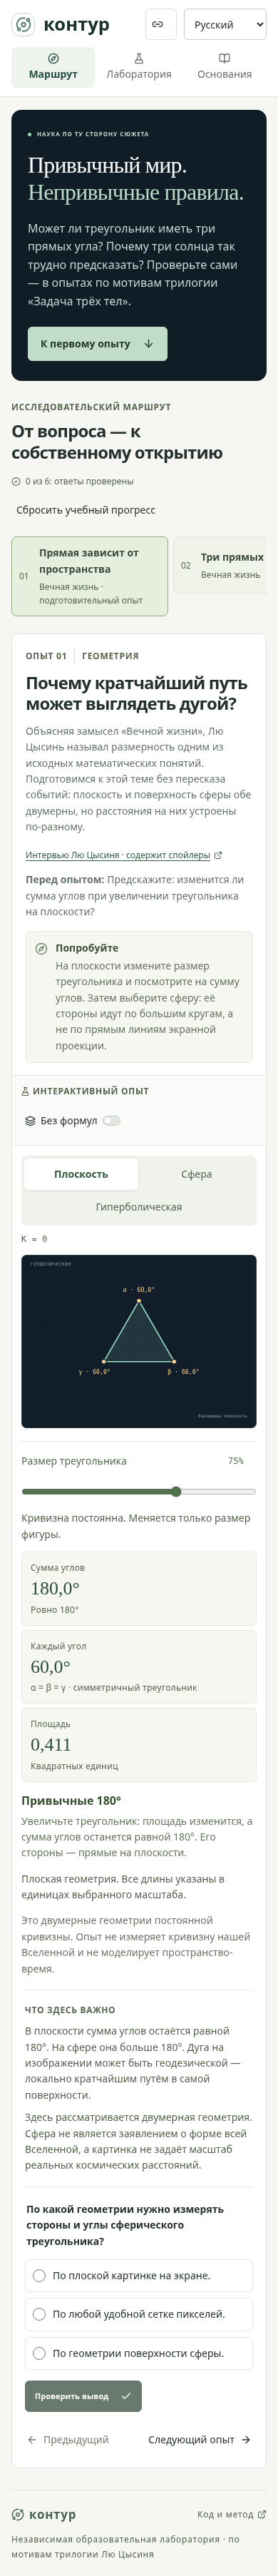 контур
Русский
Маршрут
Лаборатория
Основания
НАУКА ПО ТУ СТОРОНУ СЮЖЕТА
Привычный мир.
Непривычные правила.
Может ли треугольник иметь три
прямых угла? Почему три солнца так
трудно предсказать? Проверьте сами
— в опытах по мотивам трилогии
«Задача трёх тел».
К первому опыту
ИССЛЕДОВАТЕЛЬСКИЙ МАРШРУТ
От вопроса — к
собственному открытию
0 из 6: ответы проверены
Сбросить учебный прогресс
01
Прямая зависит от
пространства
Вечная жизнь ·
подготовительный опыт
02
Три прямых
Вечная жизнь
ОПЫТ 01
ГЕОМЕТРИЯ
Почему кратчайший путь
может выглядеть дугой?
Объясняя замысел «Вечной жизни», Лю
Цысинь называл размерность одним из
исходных математических понятий.
Подготовимся к этой теме без пересказа
событий: плоскость и поверхность сферы обе
двумерны, но расстояния на них устроены
по-разному.
Интервью Лю Цысиня · содержит спойлеры
Перед опытом: Предскажите: изменится ли
сумма углов при увеличении треугольника
на плоскости?
Попробуйте
На плоскости измените размер
треугольника и посмотрите на сумму
углов. Затем выберите сферу: её
стороны идут по большим кругам, а
не по прямым линиям экранной
проекции.
ИНТЕРАКТИВНЫЙ ОПЫТ
Без формул
Плоскость
Сфера
Гиперболическая
K = 0
ГЕОДЕЗИЧЕСКИЕ
α · 60,0°
γ · 60,0°
β · 60,0°
Евклидова плоскость
Размер треугольника
75%
Кривизна постоянна. Меняется только размер
фигуры.
Сумма углов
180,0°
Ровно 180°
Каждый угол
60,0°
α = β = γ · симметричный треугольник
Площадь
0,411
Квадратных единиц
Привычные 180°
Увеличьте треугольник: площадь изменится, а
сумма углов останется равной 180°. Его
стороны — прямые на плоскости.
Плоская геометрия. Все длины указаны в
единицах выбранного масштаба.
Это двумерные геометрии постоянной
кривизны. Опыт не измеряет кривизну нашей
Вселенной и не моделирует пространство-
время.
ЧТО ЗДЕСЬ ВАЖНО
В плоскости сумма углов остаётся равной
180°. На сфере она больше 180°. Дуга на
изображении может быть геодезической —
локально кратчайшим путём в самой
поверхности.
Здесь рассматривается двумерная геометрия.
Сфера не является заявлением о форме всей
Вселенной, а картинка не задаёт масштаб
реальных космических расстояний.
По какой геометрии нужно измерять
стороны и углы сферического
треугольника?
По плоской картинке на экране.
По любой удобной сетке пикселей.
По геометрии поверхности сферы.
Проверить вывод
Предыдущий
Следующий опыт
контур
Код и метод
Независимая образовательная лаборатория · по
мотивам трилогии Лю Цысиня